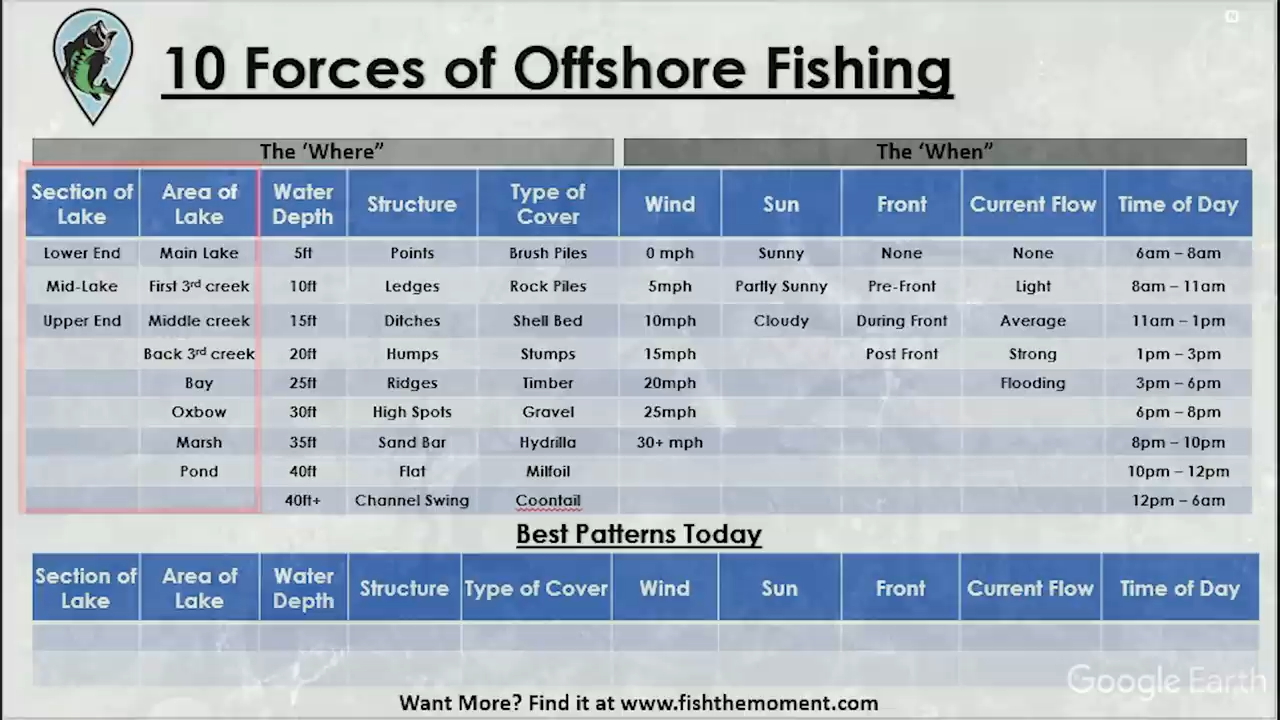 10 Forces of Offshore Fishing
The ‘Where” The ‘When”
Section of Lake Area of Lake Water Depth Structure Type of Cover Wind Sun Front Current Flow Time of Day
Lower End Main Lake 5ft Points Brush Piles 0 mph Sunny None None 6am – 8am
Mid-Lake First 3rd creek 10ft Ledges Rock Piles 5mph Partly Sunny Pre-Front Light 8am – 11am
Upper End Middle creek 15ft Ditches Shell Bed 10mph Cloudy During Front Average 11am – 1pm
Back 3rd creek 20ft Humps Stumps 15mph Post Front Strong 1pm – 3pm
Bay 25ft Ridges Timber 20mph Flooding 3pm – 6pm
Oxbow 30ft High Spots Gravel 25mph 6pm – 8pm
Marsh 35ft Sand Bar Hydrilla 30+ mph 8pm – 10pm
Pond 40ft Flat Milfoil 10pm – 12pm
40ft+ Channel Swing Coontail 12pm – 6am
Best Patterns Today
Section of Lake Area of Lake Water Depth Structure Type of Cover Wind Sun Front Current Flow Time of Day
Google Earth
Want More? Find it at www.fishthemoment.com